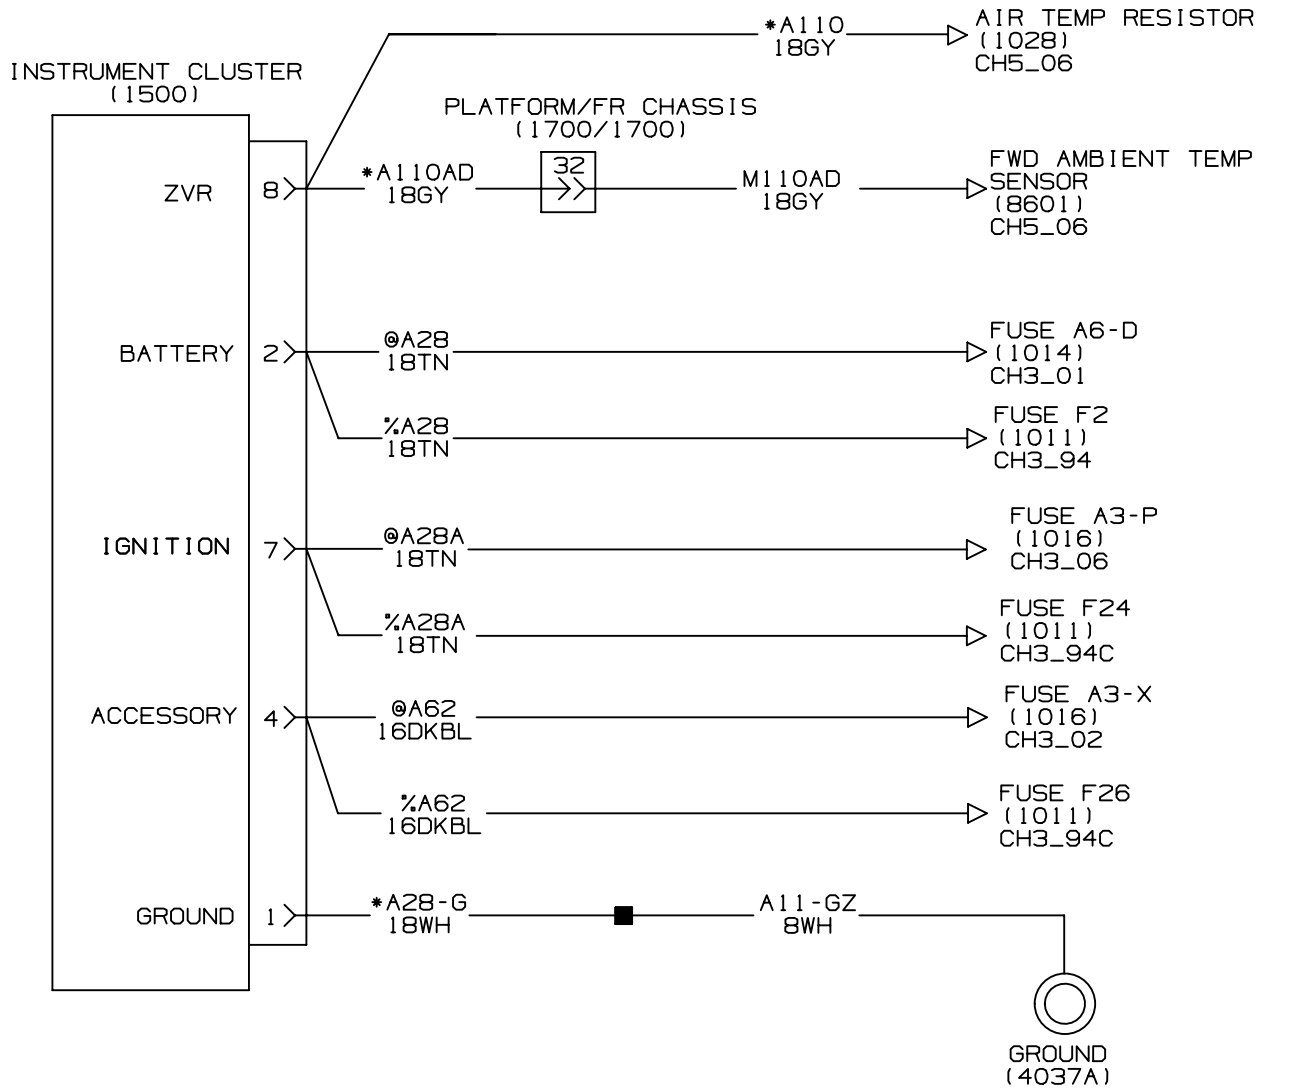 *A110
18GY
AIR TEMP RESISTOR
(1028)
CH5_06
INSTRUMENT CLUSTER
(1500)
PLATFORM/FR CHASSIS
(1700/1700)
ZVR
8
*A110AD
18GY
32
M110AD
18GY
FWD AMBIENT TEMP
SENSOR
(8601)
CH5_06
BATTERY
2
@A28
18TN
FUSE A6-D
(1014)
CH3_01
%A28
18TN
FUSE F2
(1011)
CH3_94
IGNITION
7
@A28A
18TN
FUSE A3-P
(1016)
CH3_06
%A28A
18TN
FUSE F24
(1011)
CH3_94C
ACCESSORY
4
@A62
16DKBL
FUSE A3-X
(1016)
CH3_02
%A62
16DKBL
FUSE F26
(1011)
CH3_94C
GROUND
1
*A28-G
18WH
A11-GZ
8WH
GROUND
(4037A)